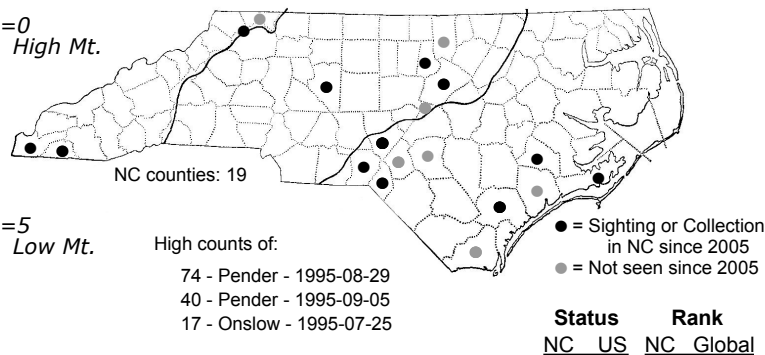 =0
High Mt.
NC counties: 19
=5
Low Mt.
High counts of:
74 - Pender - 1995-08-29
40 - Pender - 1995-09-05
17 - Onslow - 1995-07-25
= Sighting or Collection
in NC since 2005
= Not seen since 2005
Status Rank
NC US NC Global